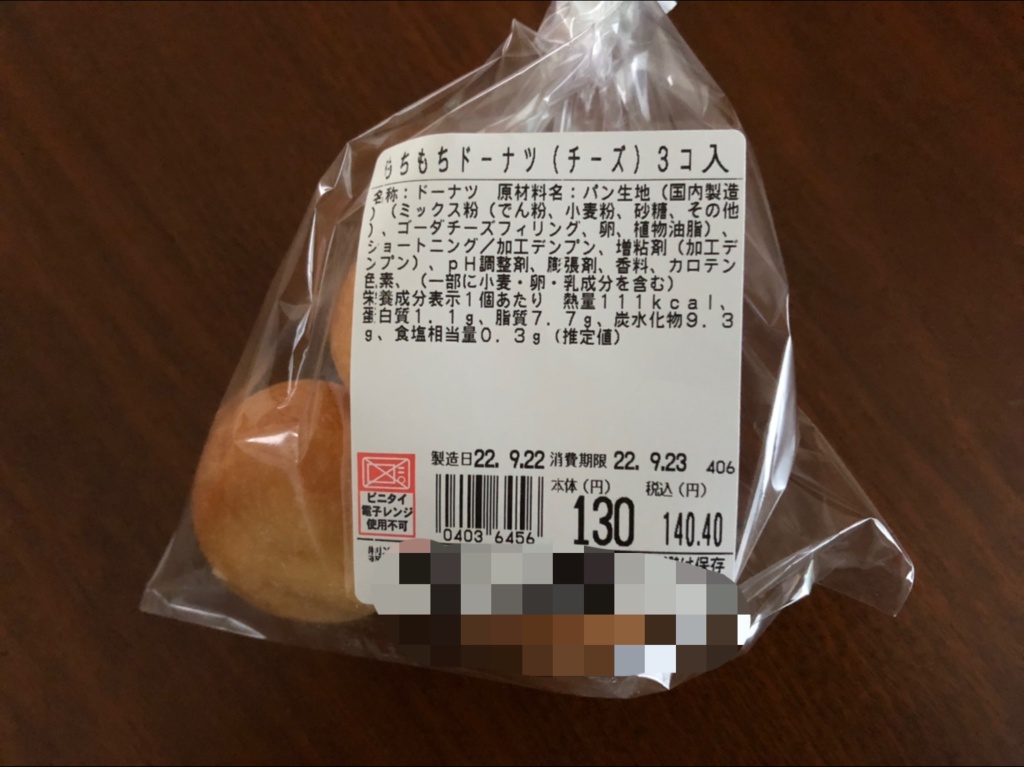 もちもちドーナツ(チーズ)3コ入
名称:ドーナツ 原材料名:パン生地(国内製造
)(ミックス粉(でん粉、小麦粉、砂糖、その他
)、ゴーダチーズフィリング、卵、植物油脂)、
ショートニング/加工デンプン、増粘剤(加工デ
ンプン)、pH調整剤、膨張剤、香料、カロテン
色素、(一部に小麦・卵・乳成分を含む)
栄養成分表示1個あたり 熱量111kcal、
蛋白質1.1g、脂質7.7g、炭水化物9.3
g、食塩相当量0.3g(推定値)
製造日22. 9.22 消費期限 22. 9.23 406
ビニタイ
電子レンジ
使用不可
本体(円) 税込(円)
130 140.40
0403 6456
保存